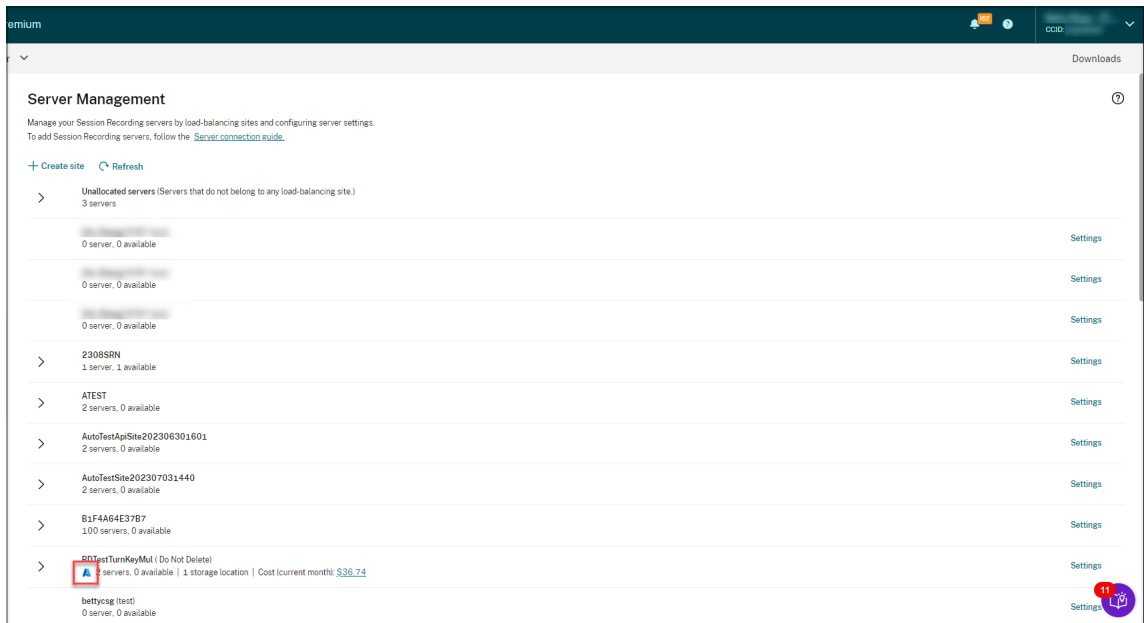 emium
162
CCID:
Downloads
Server Management
Manage your Session Recording servers by load-balancing sites and configuring server settings.
To add Session Recording servers, follow the Server connection guide.
Create site Refresh
Unallocated servers (Servers that do not belong to any load-balancing site.)
3 servers
0 server, 0 available
Settings
0 server, 0 available
Settings
0 server, 0 available
Settings
2308SRN
1 server, 1 available
Settings
ATEST
2 servers, 0 available
Settings
AutoTestApiSite202306301601
2 servers, 0 available
Settings
AutoTestSite202307031440
2 servers, 0 available
Settings
B1F4A64E37B7
100 servers, 0 available
Settings
RDTestTurnKeyMul ( Do Not Delete)
2 servers, 0 available | 1 storage location | Cost (current month): $36.74
Settings
bettycsg (test)
0 server, 0 available
Settings
11